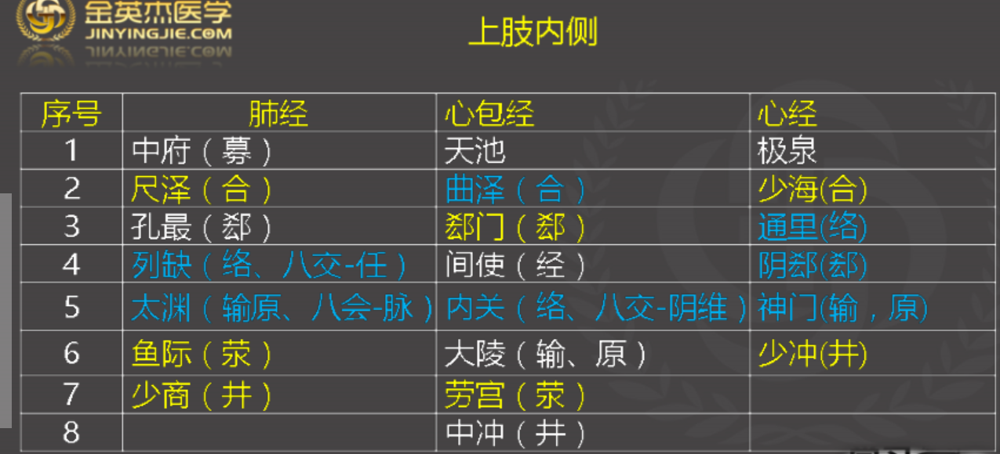 金英杰医学
JINYINGJIE.COM
上肢内侧
序号 肺经 心包经 心经
1 中府（募） 天池 极泉
2 尺泽（合） 曲泽（合） 少海(合)
3 孔最（郄） 郄门（郄） 通里(络)
4 列缺（络、八交-任） 间使（经） 阴郄(郄)
5 太渊（输原、八会-脉） 内关（络、八交-阴维） 神门(输，原)
6 鱼际（荥） 大陵（输、原） 少冲(井)
7 少商（井） 劳宫（荥）
8 中冲（井）